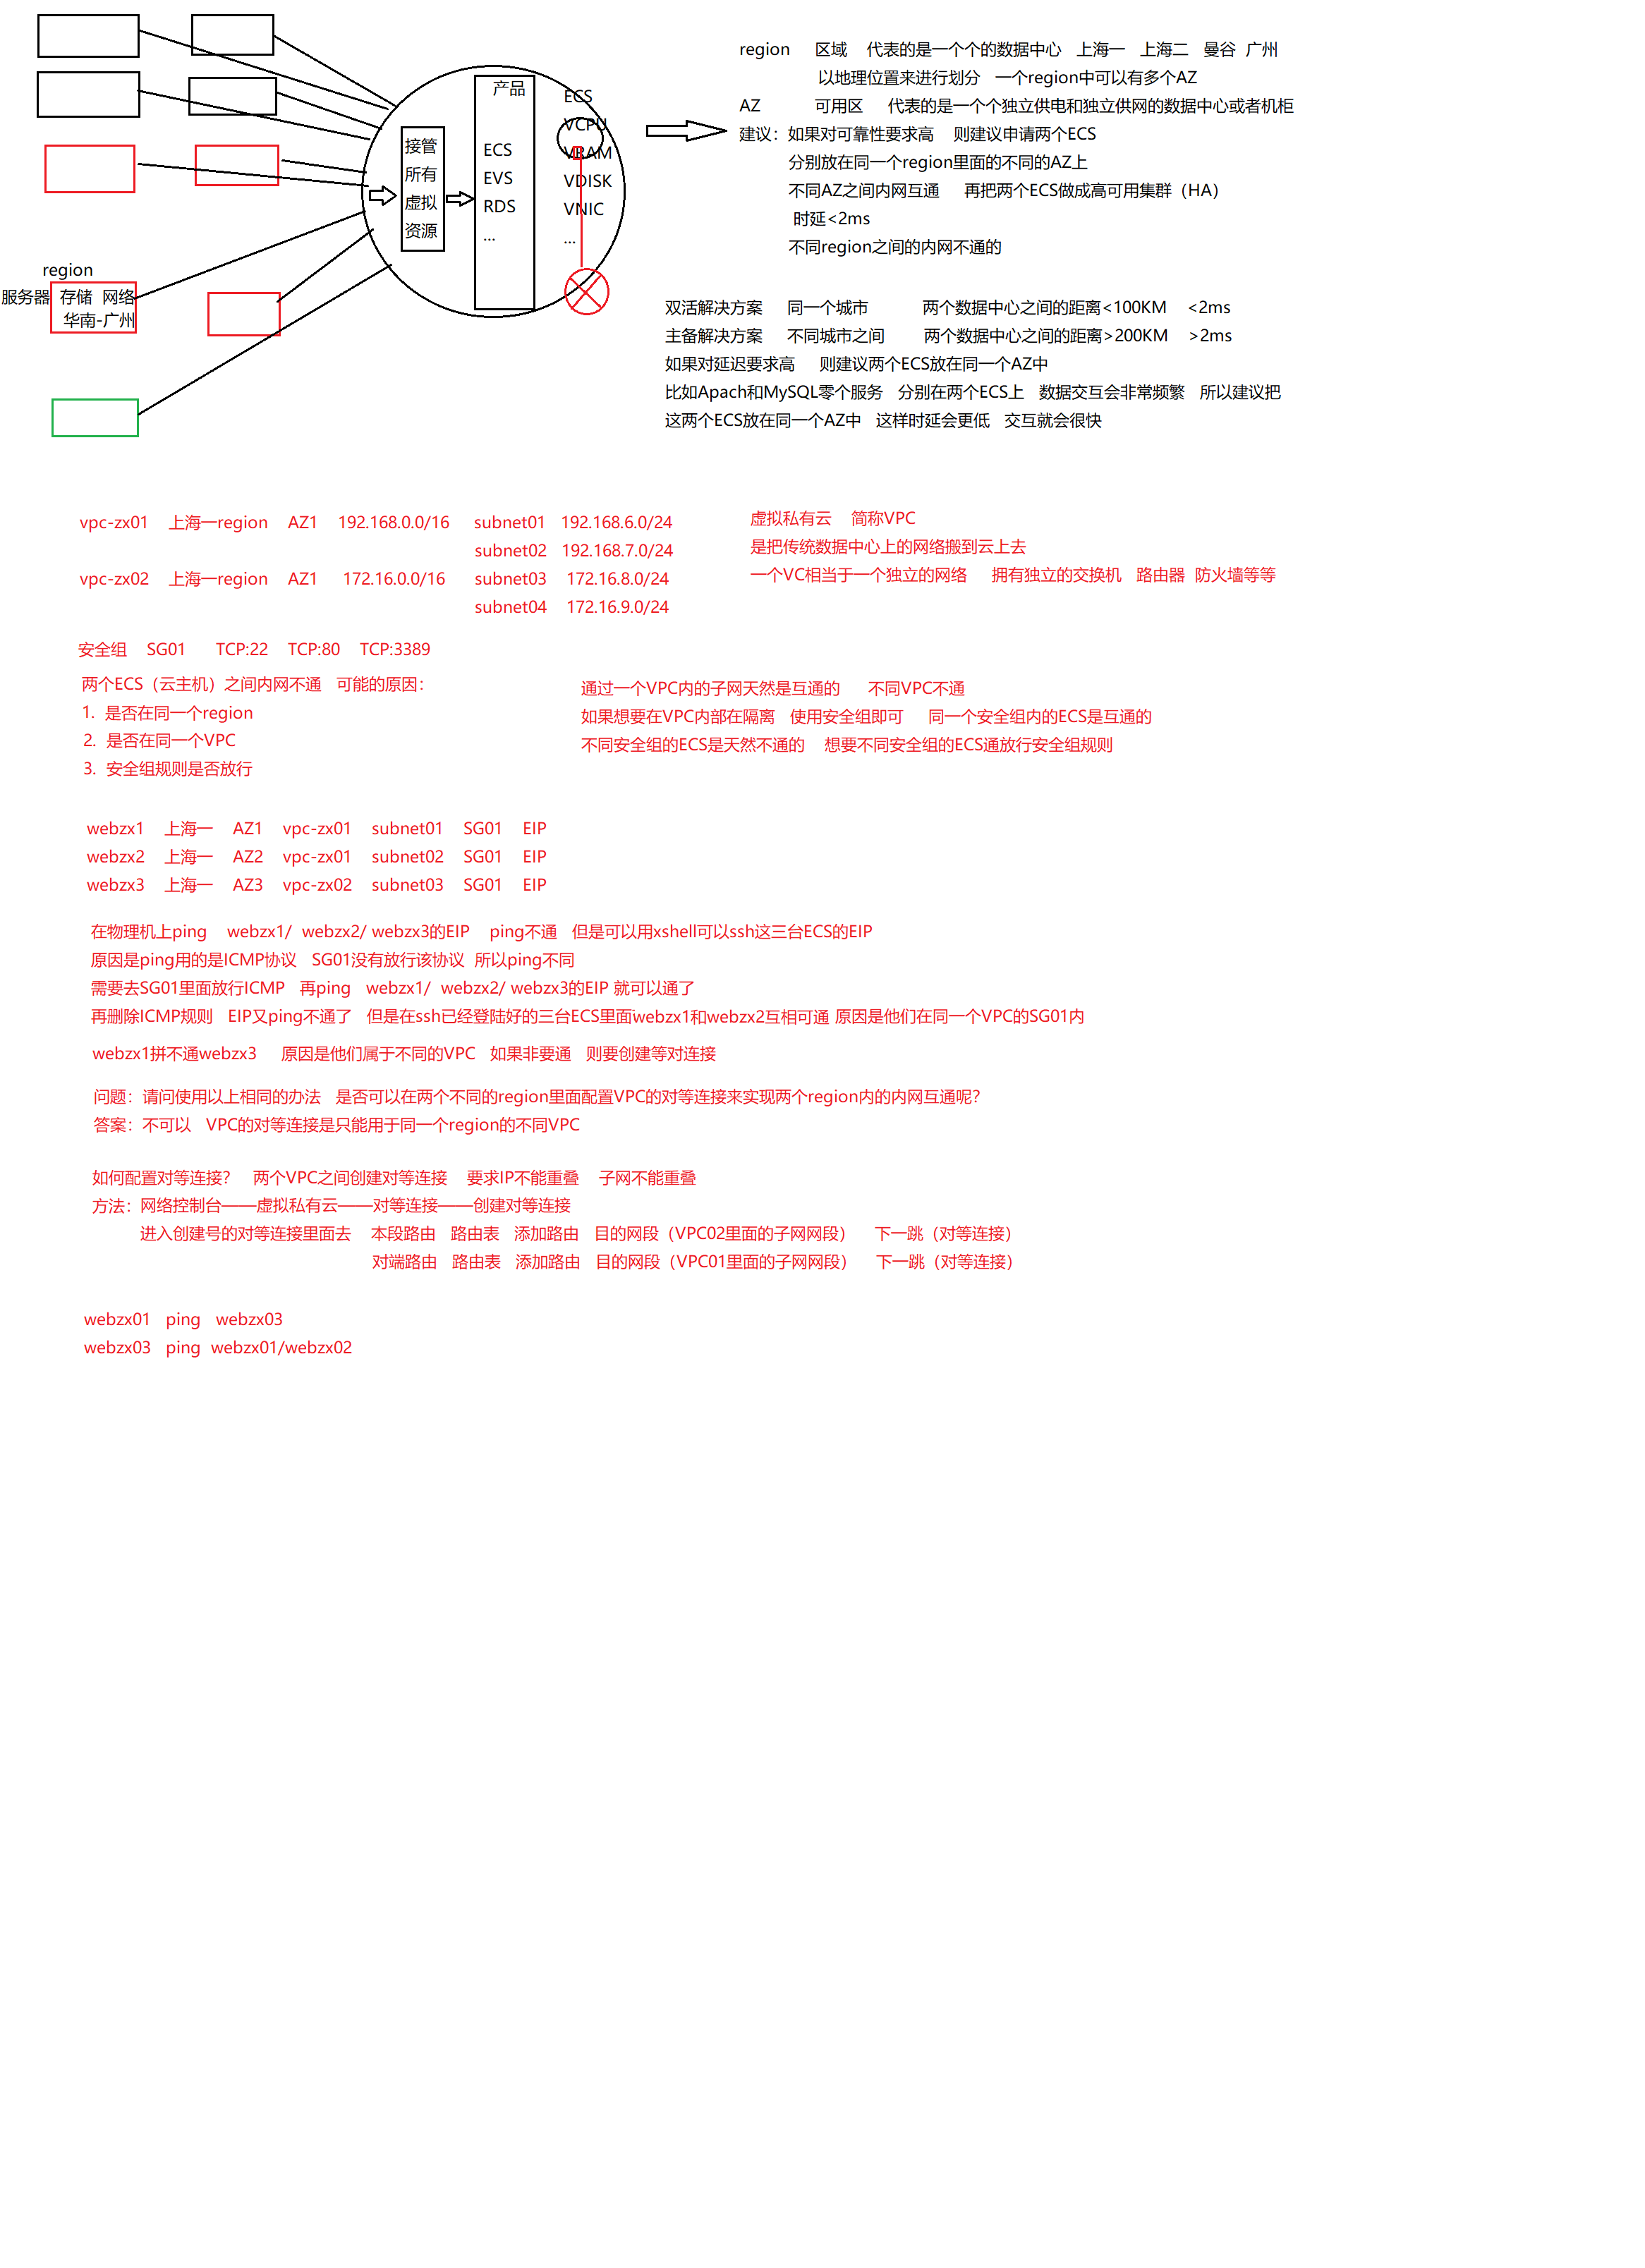 region
服务器 存储 网络
华南-广州
接管
所有
虚拟
资源
产品
ECS
EVS
RDS
...
ECS
VCPU
VRAM
VDISK
VNIC
...
region 区域 代表的是一个个的数据中心 上海一 上海二 曼谷 广州
以地理位置来进行划分 一个region中可以有多个AZ
AZ 可用区 代表的是一个个独立供电和独立供网的数据中心或者机柜
建议：如果对可靠性要求高 则建议申请两个ECS
分别放在同一个region里面的不同的AZ上
不同AZ之间内网互通 再把两个ECS做成高可用集群（HA）
时延<2ms
不同region之间的内网不通的
双活解决方案 同一个城市 两个数据中心之间的距离<100KM <2ms
主备解决方案 不同城市之间 两个数据中心之间的距离>200KM >2ms
如果对延迟要求高 则建议两个ECS放在同一个AZ中
比如Apach和MySQL零个服务 分别在两个ECS上 数据交互会非常频繁 所以建议把
这两个ECS放在同一个AZ中 这样时延会更低 交互就会很快
vpc-zx01 上海一region AZ1 192.168.0.0/16 subnet01 192.168.6.0/24
subnet02 192.168.7.0/24
vpc-zx02 上海一region AZ1 172.16.0.0/16 subnet03 172.16.8.0/24
subnet04 172.16.9.0/24
虚拟私有云 简称VPC
是把传统数据中心上的网络搬到云上去
一个VC相当于一个独立的网络 拥有独立的交换机 路由器 防火墙等等
安全组 SG01 TCP:22 TCP:80 TCP:3389
两个ECS（云主机）之间内网不通 可能的原因：
1. 是否在同一个region
2. 是否在同一个VPC
3. 安全组规则是否放行
通过一个VPC内的子网天然是互通的 不同VPC不通
如果想要在VPC内部在隔离 使用安全组即可 同一个安全组内的ECS是互通的
不同安全组的ECS是天然不通的 想要不同安全组的ECS通放行安全组规则
webzx1 上海一 AZ1 vpc-zx01 subnet01 SG01 EIP
webzx2 上海一 AZ2 vpc-zx01 subnet02 SG01 EIP
webzx3 上海一 AZ3 vpc-zx02 subnet03 SG01 EIP
在物理机上ping webzx1/ webzx2/ webzx3的EIP ping不通 但是可以用xshell可以ssh这三台ECS的EIP
原因是ping用的是ICMP协议 SG01没有放行该协议 所以ping不同
需要去SG01里面放行ICMP 再ping webzx1/ webzx2/ webzx3的EIP 就可以通了
再删除ICMP规则 EIP又ping不通了 但是在ssh已经登陆好的三台ECS里面webzx1和webzx2互相可通 原因是他们在同一个VPC的SG01内
webzx1拼不通webzx3 原因是他们属于不同的VPC 如果非要通 则要创建等对连接
问题：请问使用以上相同的办法 是否可以在两个不同的region里面配置VPC的对等连接来实现两个region内的内网互通呢？
答案：不可以 VPC的对等连接是只能用于同一个region的不同VPC
如何配置对等连接？ 两个VPC之间创建对等连接 要求IP不能重叠 子网不能重叠
方法：网络控制台——虚拟私有云——对等连接——创建对等连接
进入创建号的对等连接里面去 本段路由 路由表 添加路由 目的网段（VPC02里面的子网网段） 下一跳（对等连接）
对端路由 路由表 添加路由 目的网段（VPC01里面的子网网段） 下一跳（对等连接）
webzx01 ping webzx03
webzx03 ping webzx01/webzx02